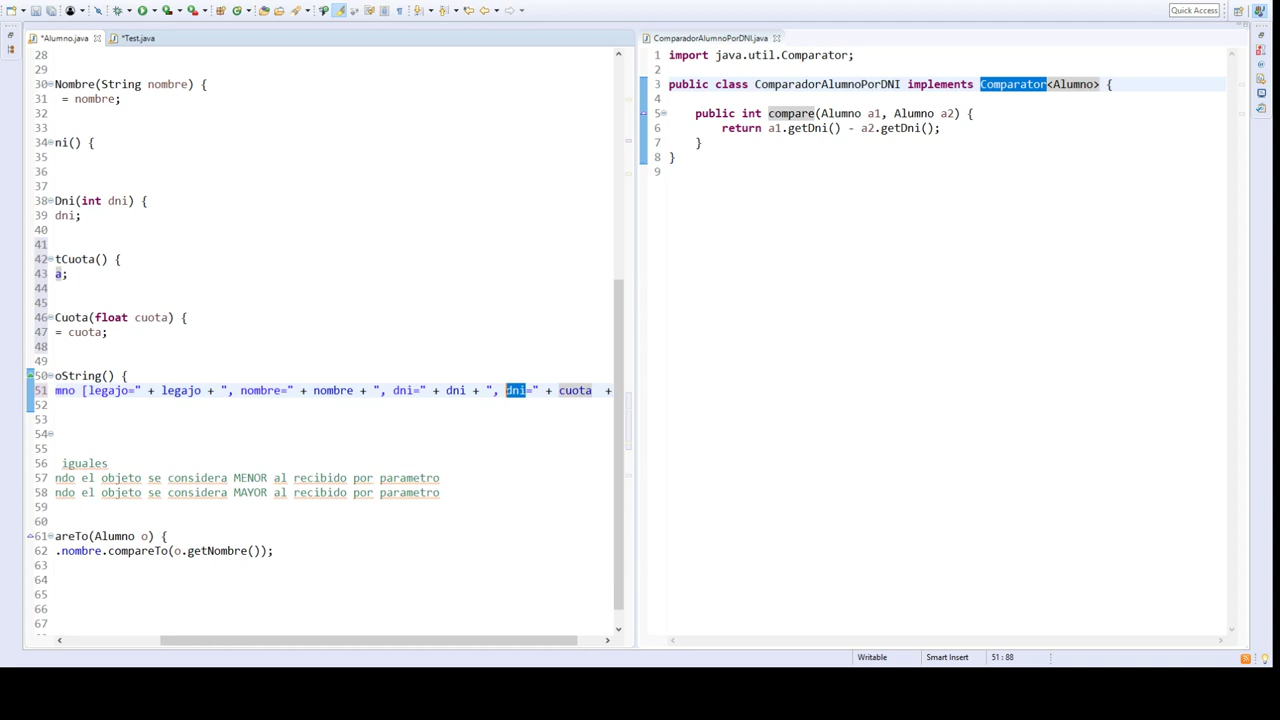 Quick Access
*Alumno.java
*Test.java
28
29
30 Nombre(String nombre) {
31 = nombre;
32
33
34 ni() {
35
36
37
38 Dni(int dni) {
39 dni;
40
41
42 tCuota() {
43 a;
44
45
46 Cuota(float cuota) {
47 = cuota;
48
49
50 oString() {
51 mno [legajo=" + legajo + ", nombre=" + nombre + ", dni=" + dni + ", dni=" + cuota +
52
53
54
55
56 iguales
57 ndo el objeto se considera MENOR al recibido por parametro
58 ndo el objeto se considera MAYOR al recibido por parametro
59
60
61 areTo(Alumno o) {
62 .nombre.compareTo(o.getNombre());
63
64
65
66
67
ComparadorAlumnoPorDNI.java
1 import java.util.Comparator;
2
3 public class ComparadorAlumnoPorDNI implements Comparator<Alumno> {
4
5 public int compare(Alumno a1, Alumno a2) {
6 return a1.getDni() - a2.getDni();
7 }
8 }
9
Writable
Smart Insert
51 : 88